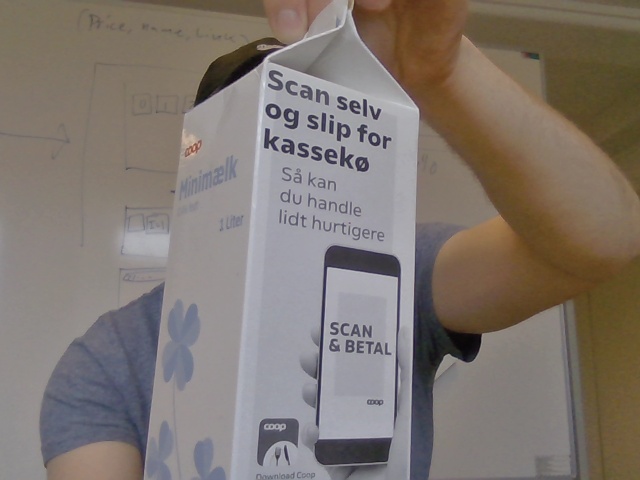 Scan selv
og slip for
kassekø
Så kan
du handle
lidt hurtigere
SCAN
& BETAL
coop
coop
Download Coop
coop
Minimælk
1 Liter